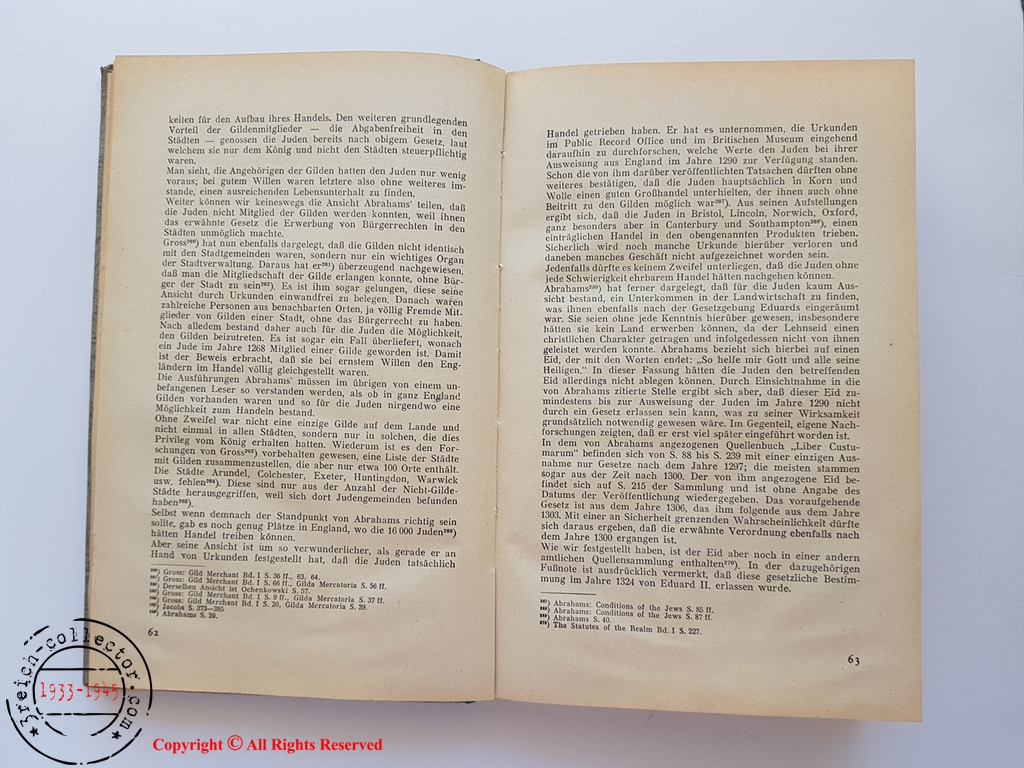 keiten für den Aufbau ihres Handels. Den weiteren grundlegenden
Vorteil der Gildenmitglieder — die Abgabenfreiheit in den
Städten — genossen die Juden bereits nach obigem Gesetz, laut
welchem sie nur dem König und nicht den Städten steuerpflichtig
waren.
Man sieht, die Angehörigen der Gilden hatten den Juden nur wenig
voraus; bei gutem Willen waren letztere also ohne weiteres im-
stande, einen ausreichenden Lebensunterhalt zu finden.
Weiter können wir keineswegs die Ansicht Abrahams' teilen, daß
die Juden nicht Mitglied der Gilden werden konnten, weil ihnen
das erwähnte Gesetz die Erwerbung von Bürgerrechten in den
Städten unmöglich machte.
Gross²⁶⁰) hat nun ebenfalls dargelegt, daß die Gilden nicht identisch
mit den Stadtgemeinden waren, sondern nur ein wichtiges Organ
der Stadtverwaltung. Daraus hat er²⁶¹) überzeugend nachgewiesen,
daß man die Mitgliedschaft der Gilde erlangen konnte, ohne Bür-
ger der Stadt zu sein²⁶²). Es ist ihm sogar gelungen, diese seine
Ansicht durch Urkunden einwandfrei zu belegen. Danach waren
zahlreiche Personen aus benachbarten Orten, ja völlig Fremde Mit-
glieder von Gilden einer Stadt, ohne das Bürgerrecht zu haben.
Nach alledem bestand daher auch für die Juden die Möglichkeit,
den Gilden beizutreten. Es ist sogar ein Fall überliefert, wonach
ein Jude im Jahre 1268 Mitglied einer Gilde geworden ist. Damit
ist der Beweis erbracht, daß sie bei ernstem Willen den Eng-
ländern im Handel völlig gleichgestellt waren.
Die Ausführungen Abrahams' müssen im übrigen von einem un-
befangenen Leser so verstanden werden, als ob in ganz England
Gilden vorhanden waren und so für die Juden nirgendwo eine
Möglichkeit zum Handeln bestand.
Ohne Zweifel war nicht eine einzige Gilde auf dem Lande und
nicht einmal in allen Städten, sondern nur in solchen, die dies
Privileg vom König erhalten hatten. Wiederum ist es den For-
schungen von Gross²⁶³) vorbehalten gewesen, eine Liste der Städte
mit Gilden zusammenzustellen, die aber nur etwa 100 Orte enthält.
Die Städte Arundel, Colchester, Exeter, Huntingdon, Warwick
usw. fehlen²⁶⁴). Diese sind nur aus der Anzahl der Nicht-Gilde-
Städte herausgegriffen, weil sich dort Judengemeinden befunden
haben²⁶⁵).
Selbst wenn demnach der Standpunkt von Abrahams richtig sein
sollte, gab es noch genug Plätze in England, wo die 16 000 Juden²⁶⁶)
hätten Handel treiben können.
Aber seine Ansicht ist um so verwunderlicher, als gerade er an
Hand von Urkunden festgestellt hat, daß die Juden tatsächlich
²⁶⁰) Gross: Gild Merchant Bd. I S. 36 ff., 63, 64.
²⁶¹) Gross: Gild Merchant Bd. I S. 66 ff., Gilda Mercatoria S. 56 ff.
²⁶²) Derselben Ansicht ist Ochenkowski S. 57.
²⁶³) Gross: Gild Merchant Bd. I S. 9 ff., Gilda Mercatoria S. 37 ff.
²⁶⁴) Gross: Gild Merchant Bd. I S. 20, Gilda Mercatoria S. 39.
²⁶⁵) Jacobs S. 373—385
²⁶⁶) Abrahams S. 39.
62
Handel getrieben haben. Er hat es unternommen, die Urkunden
im Public Record Office und im Britischen Museum eingehend
daraufhin zu durchforschen, welche Werte den Juden bei ihrer
Ausweisung aus England im Jahre 1290 zur Verfügung standen.
Schon die von ihm darüber veröffentlichten Tatsachen dürften ohne
weiteres bestätigen, daß die Juden hauptsächlich in Korn und
Wolle einen guten Großhandel unterhielten, der ihnen auch ohne
Beitritt zu den Gilden möglich war²⁶⁷). Aus seinen Aufstellungen
ergibt sich, daß die Juden in Bristol, Lincoln, Norwich, Oxford,
ganz besonders aber in Canterbury und Southampton²⁶⁸), einen
einträglichen Handel in den obengenannten Produkten trieben.
Sicherlich wird noch manche Urkunde hierüber verloren und
daneben manches Geschäft nicht aufgezeichnet worden sein.
Jedenfalls dürfte es keinem Zweifel unterliegen, daß die Juden ohne
jede Schwierigkeit ehrbarem Handel hätten nachgehen können.
Abrahams²⁶⁹) hat ferner dargelegt, daß für die Juden kaum Aus-
sicht bestand, ein Unterkommen in der Landwirtschaft zu finden,
was ihnen ebenfalls nach der Gesetzgebung Eduards eingeräumt
war. Sie seien ohne jede Kenntnis hierüber gewesen, insbesondere
hätten sie kein Land erwerben können, da der Lehnseid einen
christlichen Charakter getragen und infolgedessen nicht von ihnen
geleistet werden konnte. Abrahams bezieht sich hierbei auf einen
Eid, der mit den Worten endet: „So helfe mir Gott und alle seine
Heiligen.“ In dieser Fassung hätten die Juden den betreffenden
Eid allerdings nicht ablegen können. Durch Einsichtnahme in die
von Abrahams zitierte Stelle ergibt sich aber, daß dieser Eid zu-
mindestens bis zur Ausweisung der Juden im Jahre 1290 nicht
durch ein Gesetz erlassen sein kann, was zu seiner Wirksamkeit
grundsätzlich notwendig gewesen wäre. Im Gegenteil, eigene Nach-
forschungen zeigten, daß er erst viel später eingeführt worden ist.
In dem von Abrahams angezogenen Quellenbuch „Liber Custu-
marum“ befinden sich von S. 88 bis S. 239 mit einer einzigen Aus-
nahme nur Gesetze nach dem Jahre 1297; die meisten stammen
sogar aus der Zeit nach 1300. Der von ihm angezogene Eid be-
findet sich auf S. 215 der Sammlung und ist ohne Angabe des
Datums der Veröffentlichung wiedergegeben. Das voraufgehende
Gesetz ist aus dem Jahre 1306, das ihm folgende aus dem Jahre
1303. Mit einer an Sicherheit grenzenden Wahrscheinlichkeit dürfte
sich daraus ergeben, daß die erwähnte Verordnung ebenfalls nach
dem Jahre 1300 ergangen ist.
Wie wir festgestellt haben, ist der Eid aber noch in einer andern
amtlichen Quellensammlung enthalten²⁷⁰). In der dazugehörigen
Fußnote ist ausdrücklich vermerkt, daß diese gesetzliche Bestim-
mung im Jahre 1324 von Eduard II. erlassen wurde.
²⁶⁷) Abrahams: Conditions of the Jews S. 85 ff.
²⁶⁸) Abrahams: Conditions of the Jews S. 87 ff.
²⁶⁹) Abrahams S. 40.
²⁷⁰) The Statutes of the Realm Bd. I S. 227.
63
3reich-collector.com
1933-1945
Copyright © All Rights Reserved